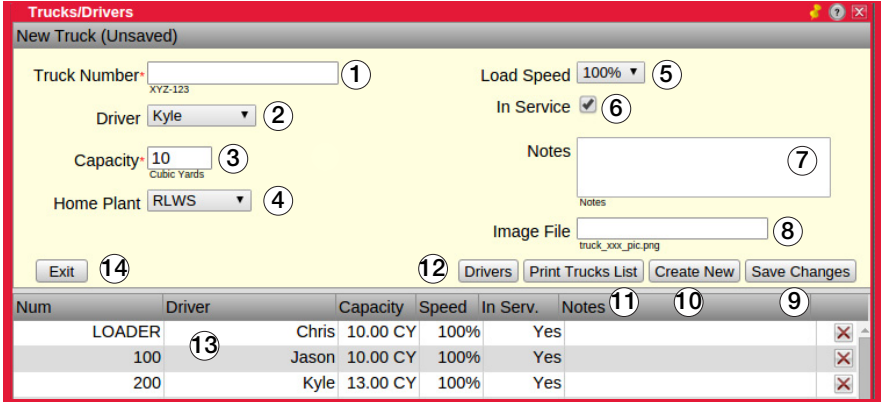 Trucks/Drivers ?
New Truck (Unsaved)
Truck Number* 1 Load Speed 100% 5
XYZ-123
Driver Kyle 2 In Service 6
Capacity* 10 3 Notes 7
Cubic Yards
Home Plant RLWS 4
Notes
Image File 8
truck_xxx_pic.png
Exit 14 12 Drivers Print Trucks List Create New Save Changes
Num Driver Capacity Speed In Serv. Notes 11 10 9
LOADER 13 Chris 10.00 CY 100% Yes
100 Jason 10.00 CY 100% Yes
200 Kyle 13.00 CY 100% Yes